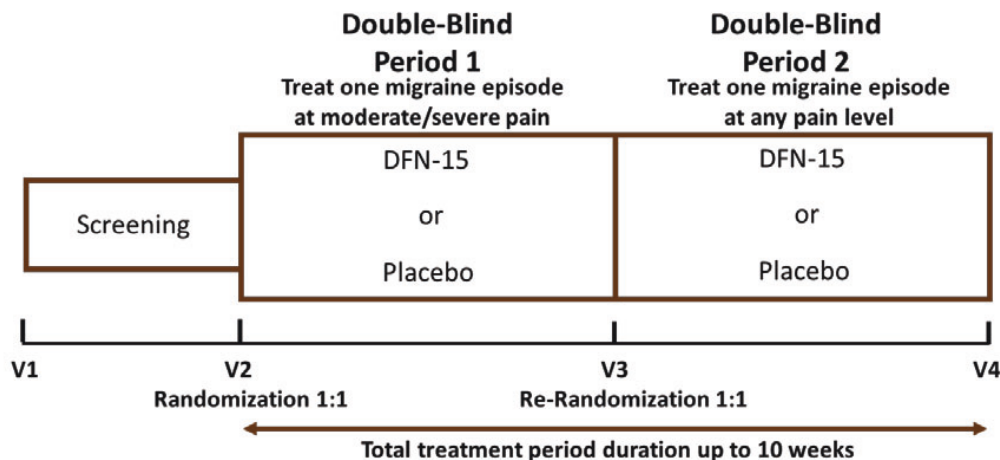 Double-Blind
Period 1
Treat one migraine episode
at moderate/severe pain
Double-Blind
Period 2
Treat one migraine episode
at any pain level
Screening
DFN-15
or
Placebo
DFN-15
or
Placebo
V1
V2
V3
V4
Randomization 1:1
Re-Randomization 1:1
Total treatment period duration up to 10 weeks